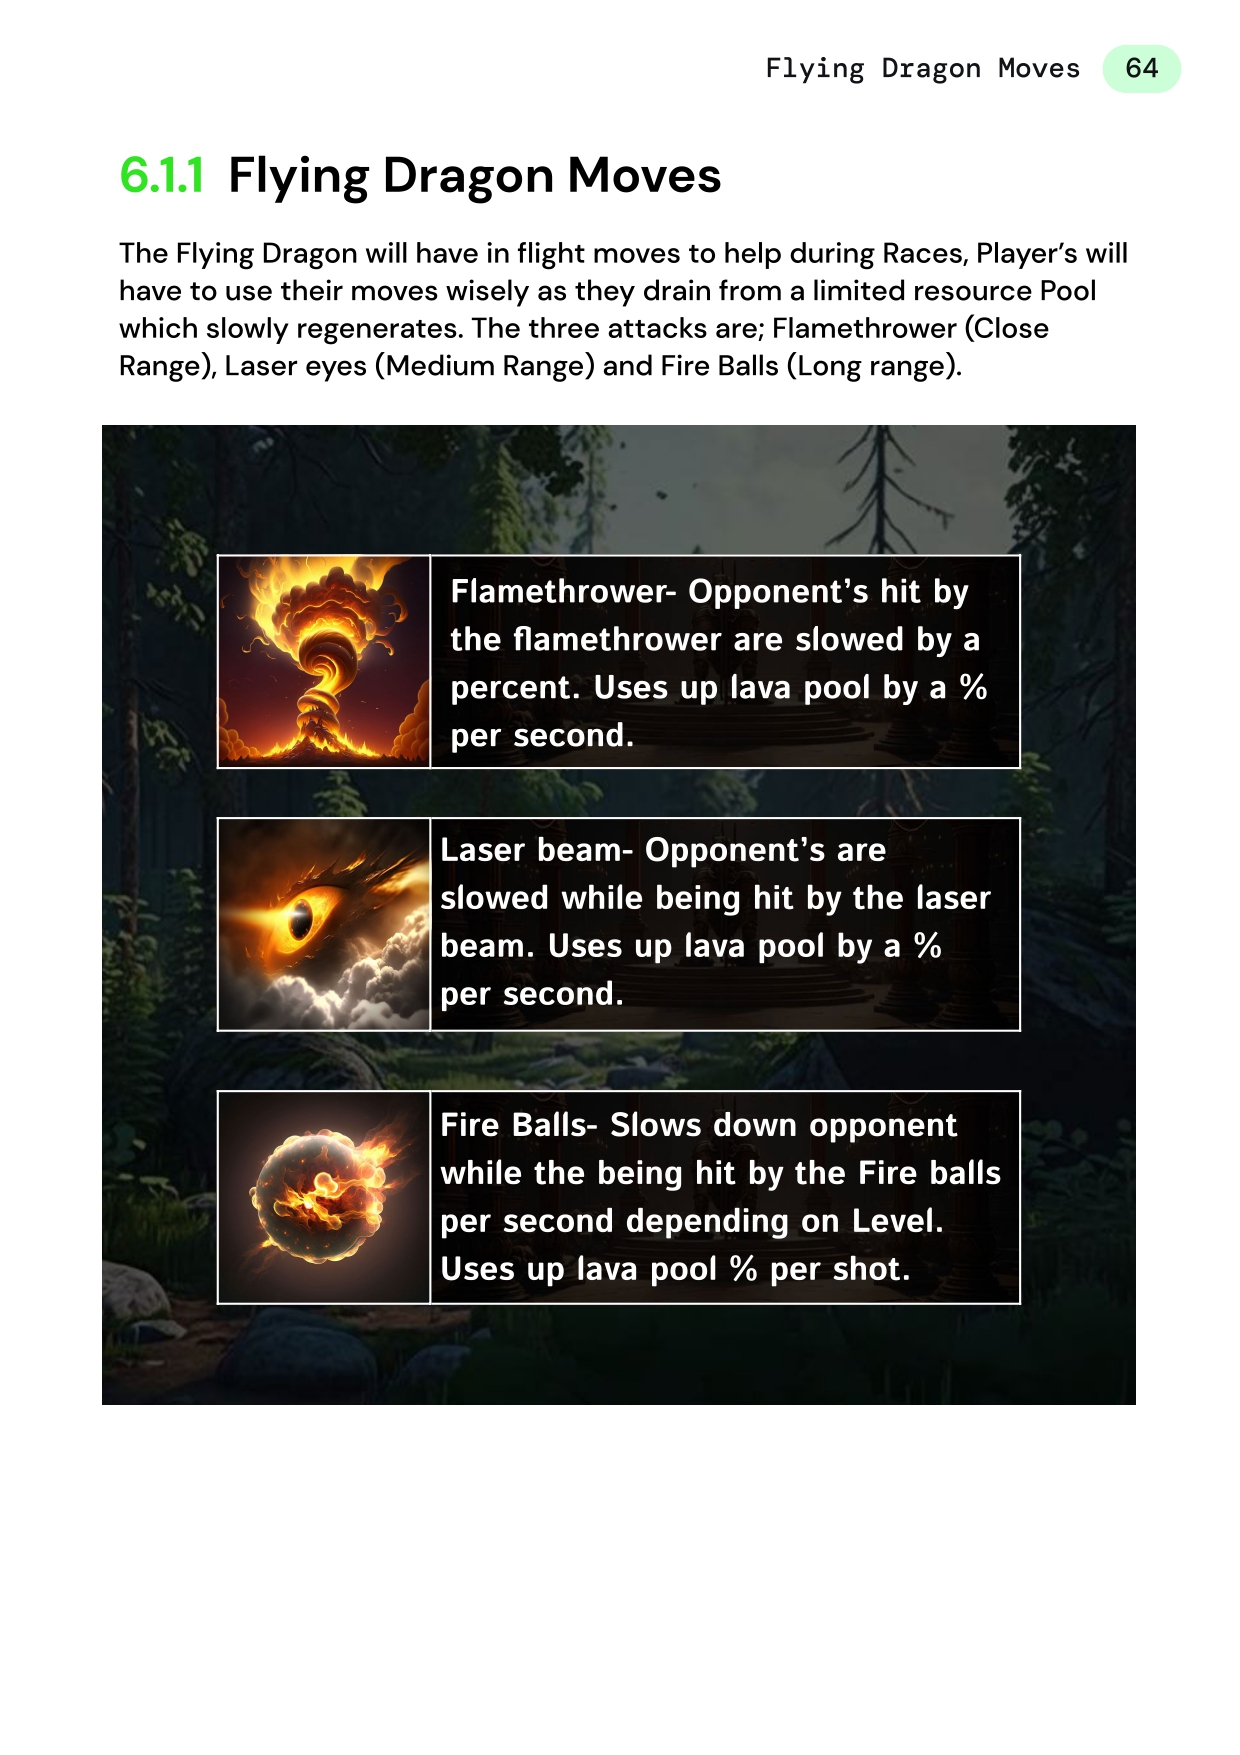 Flying Dragon Moves 64
6.1.1 Flying Dragon Moves
The Flying Dragon will have in flight moves to help during Races, Player’s will
have to use their moves wisely as they drain from a limited resource Pool
which slowly regenerates. The three attacks are; Flamethrower (Close
Range), Laser eyes (Medium Range) and Fire Balls (Long range).
Flamethrower- Opponent’s hit by
the flamethrower are slowed by a
percent. Uses up lava pool by a %
per second.
Laser beam- Opponent’s are
slowed while being hit by the laser
beam. Uses up lava pool by a %
per second.
Fire Balls- Slows down opponent
while the being hit by the Fire balls
per second depending on Level.
Uses up lava pool % per shot.